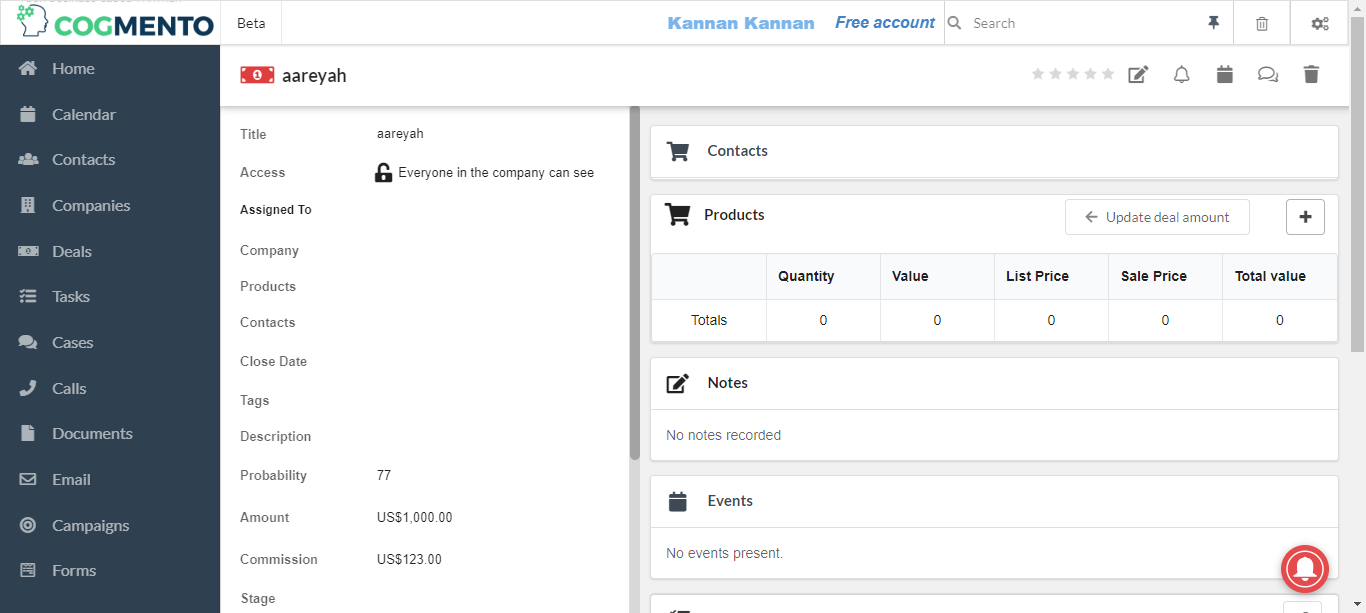 COGMENTO
Beta
Kannan Kannan
Free account
Search
Home
Calendar
Contacts
Companies
Deals
Tasks
Cases
Calls
Documents
Email
Campaigns
Forms
aareyah
Title aareyah
Access Everyone in the company can see
Assigned To
Company
Products
Contacts
Close Date
Tags
Description
Probability 77
Amount US$1,000.00
Commission US$123.00
Stage
Contacts
Products
Update deal amount
Quantity Value List Price Sale Price Total value
Totals 0 0 0 0 0
Notes
No notes recorded
Events
No events present.